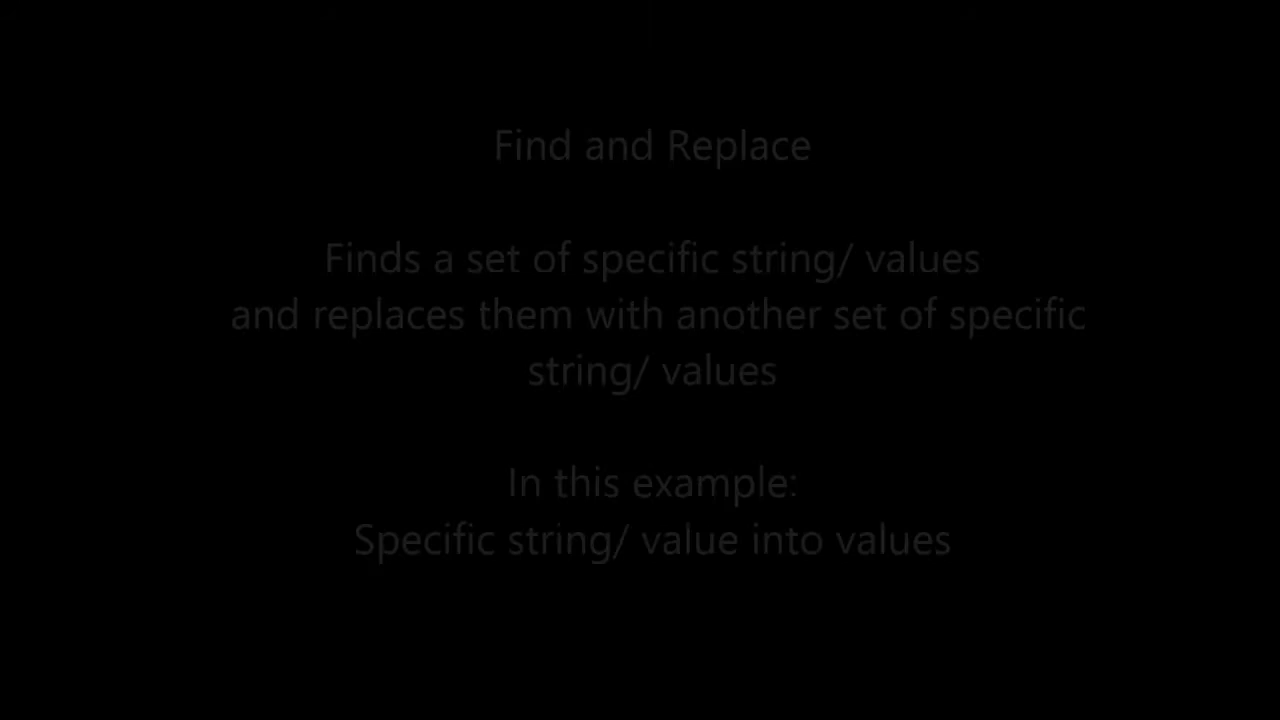 Find and Replace
Finds a set of specific string/ values
and replaces them with another set of specific
string/ values
In this example:
Specific string/ value into values